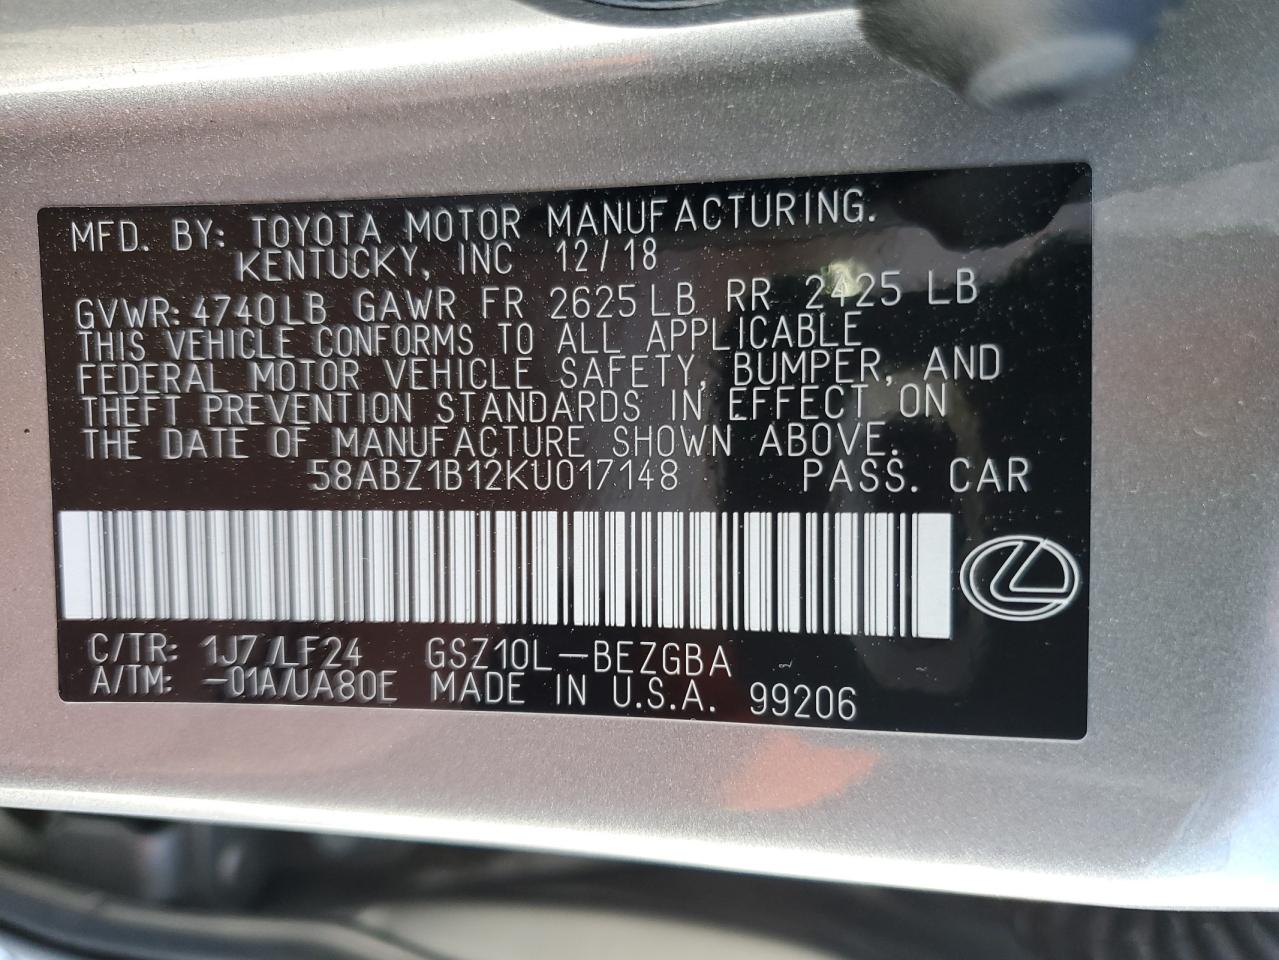 MFD. BY: TOYOTA MOTOR MANUFACTURING.
KENTUCKY, INC 12/18
GVWR: 4740LB GAWR FR 2625LB RR 2425 LB
THIS VEHICLE CONFORMS TO ALL APPLICABLE
FEDERAL MOTOR VEHICLE SAFETY, BUMPER, AND
THEFT PREVENTION STANDARDS IN EFFECT ON
THE DATE OF MANUFACTURE SHOWN ABOVE.
58ABZ1B12KU017148 PASS. CAR
C/TR: 1J7/LF24 GSZ10L-BEZGBA
A/TM: -01A/UA80E MADE IN U.S.A. 99206